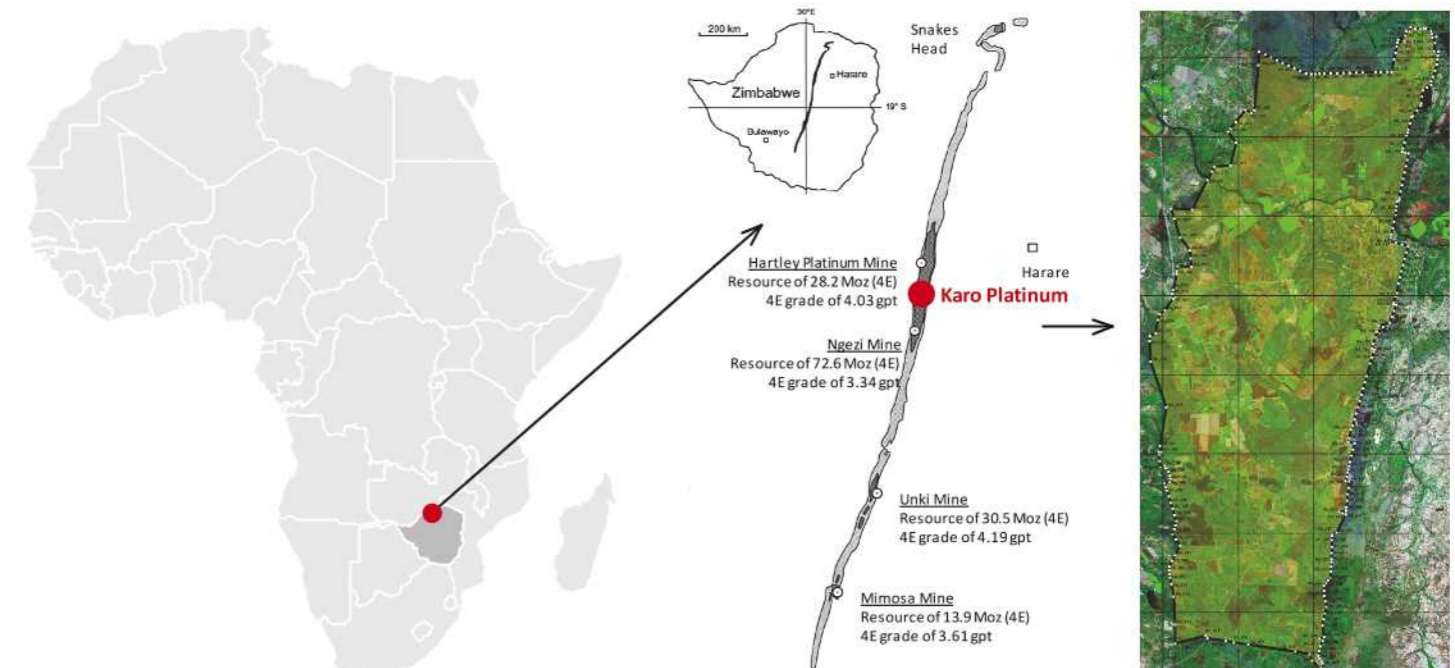 30°E
200 km
Harare
Zimbabwe
19° S
Bulawayo
Snakes
Head
Hartley Platinum Mine
Resource of 28.2 Moz (4E)
4E grade of 4.03 gpt
Harare
Karo Platinum
Ngezi Mine
Resource of 72.6 Moz (4E)
4E grade of 3.34 gpt
Unki Mine
Resource of 30.5 Moz (4E)
4E grade of 4.19 gpt
Mimosa Mine
Resource of 13.9 Moz (4E)
4E grade of 3.61 gpt